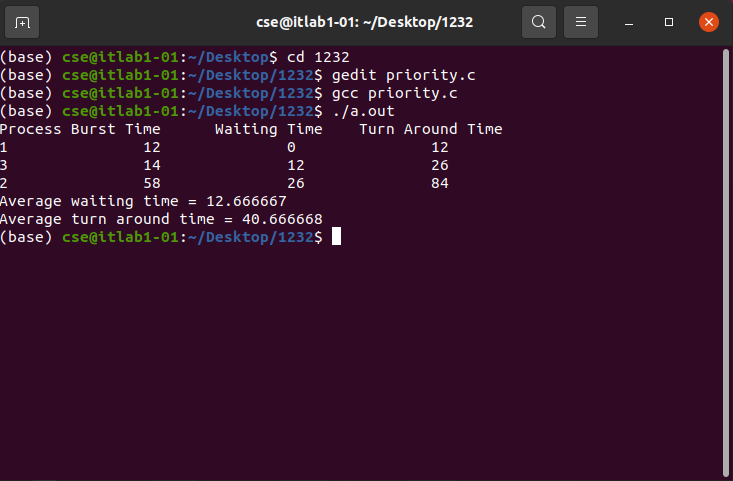 cse@itlab1-01: ~/Desktop/1232
(base) cse@itlab1-01:~/Desktop$ cd 1232
(base) cse@itlab1-01:~/Desktop/1232$ gedit priority.c
(base) cse@itlab1-01:~/Desktop/1232$ gcc priority.c
(base) cse@itlab1-01:~/Desktop/1232$ ./a.out
Process Burst Time      Waiting Time    Turn Around Time
1               12              0               12
3               14              12              26
2               58              26              84
Average waiting time = 12.666667
Average turn around time = 40.666668
(base) cse@itlab1-01:~/Desktop/1232$